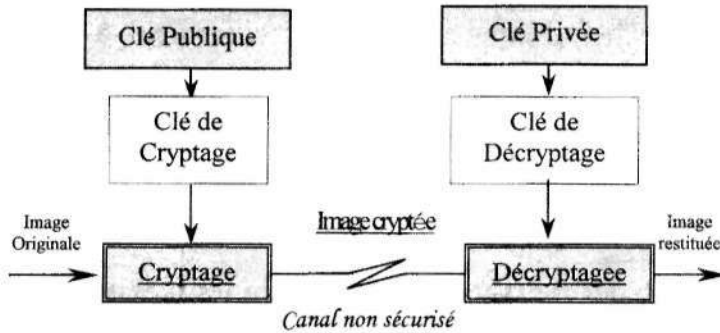 Clé Publique
Clé Privée
Clé de
Cryptage
Clé de
Décryptage
Image
Originale
Image cryptée
Image
restituée
Cryptage
Décryptagee
Canal non sécurisé